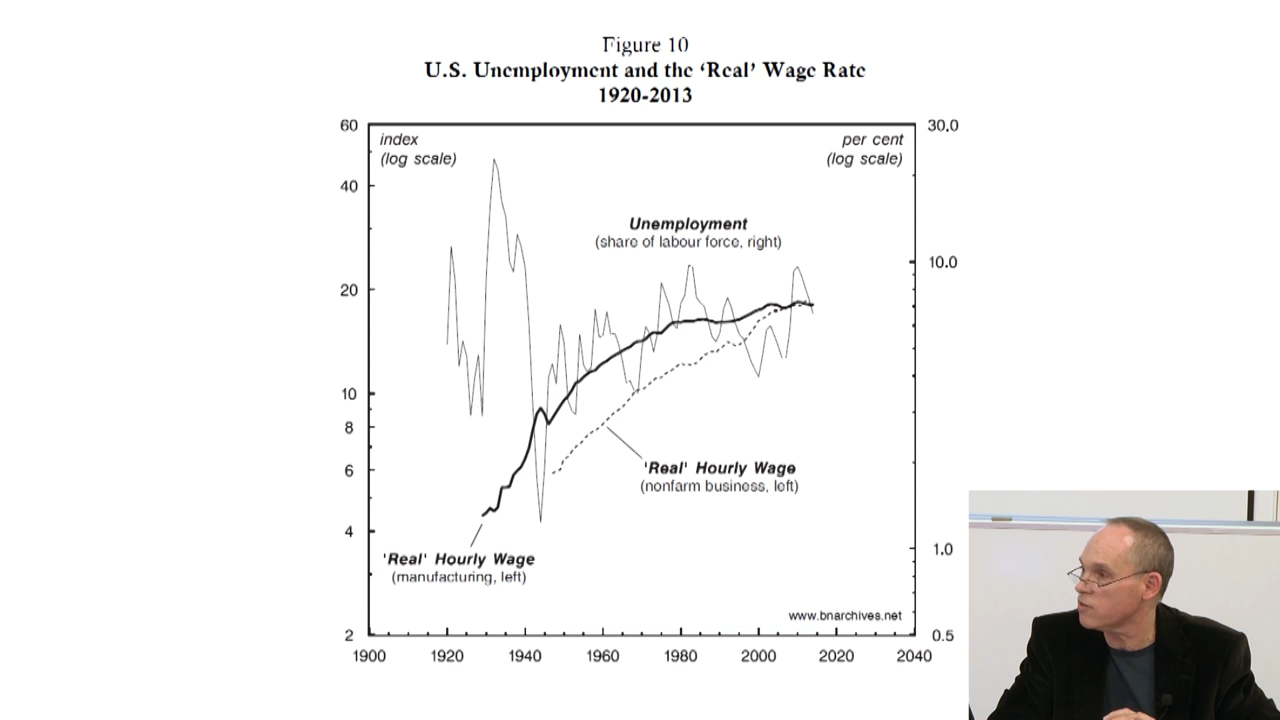 Figure 10
U.S. Unemployment and the ‘Real’ Wage Rate
1920-2013
60
30.0
index
(log scale)
per cent
(log scale)
40
Unemployment
(share of labour force, right)
10.0
20
10
8
'Real' Hourly Wage
(nonfarm business, left)
6
4
1.0
'Real' Hourly Wage
(manufacturing, left)
www.bnarchives.net
2
0.5
1900 1920 1940 1960 1980 2000 2020 2040